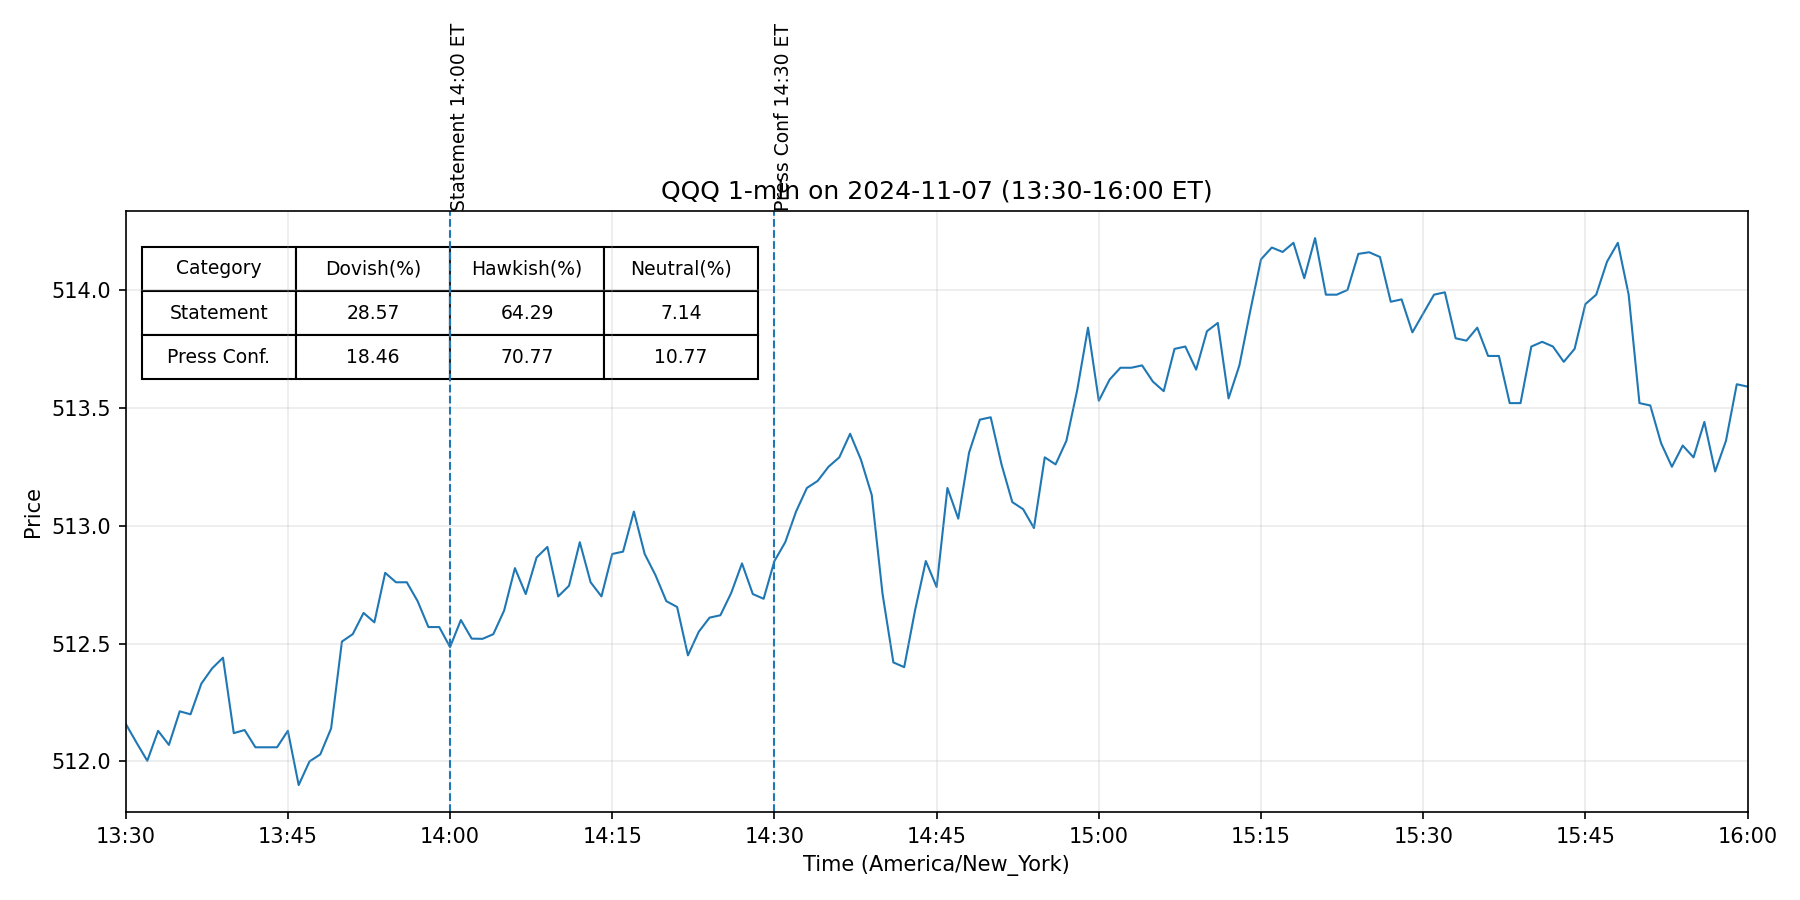 Statement 14:00 ET
Press Conf 14:30 ET
QQQ 1-min on 2024-11-07 (13:30-16:00 ET)
Category Dovish(%) Hawkish(%) Neutral(%)
Statement 28.57 64.29 7.14
Press Conf. 18.46 70.77 10.77
Price
514.0
513.5
513.0
512.5
512.0
13:30 13:45 14:00 14:15 14:30 14:45 15:00 15:15 15:30 15:45 16:00
Time (America/New_York)